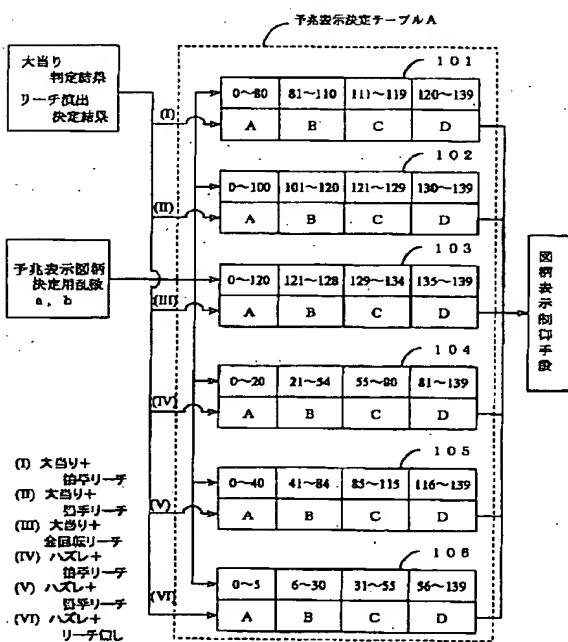 予兆表示決定テーブルA
大当り
判定結果
リーチ演出
決定結果
101
0~80 81~110 111~119 120~139
(I)
A B C D
102
0~100 101~120 121~129 130~139
(II)
A B C D
予兆表示図柄
決定用乱数
a, b
103
0~120 121~128 129~134 135~139
(III)
A B C D
図柄表示制御手段
104
0~20 21~54 55~80 81~139
(IV)
A B C D
105
0~40 41~84 85~115 116~139
(V)
A B C D
106
0~5 6~30 31~55 56~139
(VI)
A B C D
(I) 大当り+
リーチ
(II) 大当り+
リーチ
(III) 大当り+
全回転リーチ
(IV) ハズレ+
リーチ
(V) ハズレ+
リーチ
(VI) ハズレ+
リーチ無し